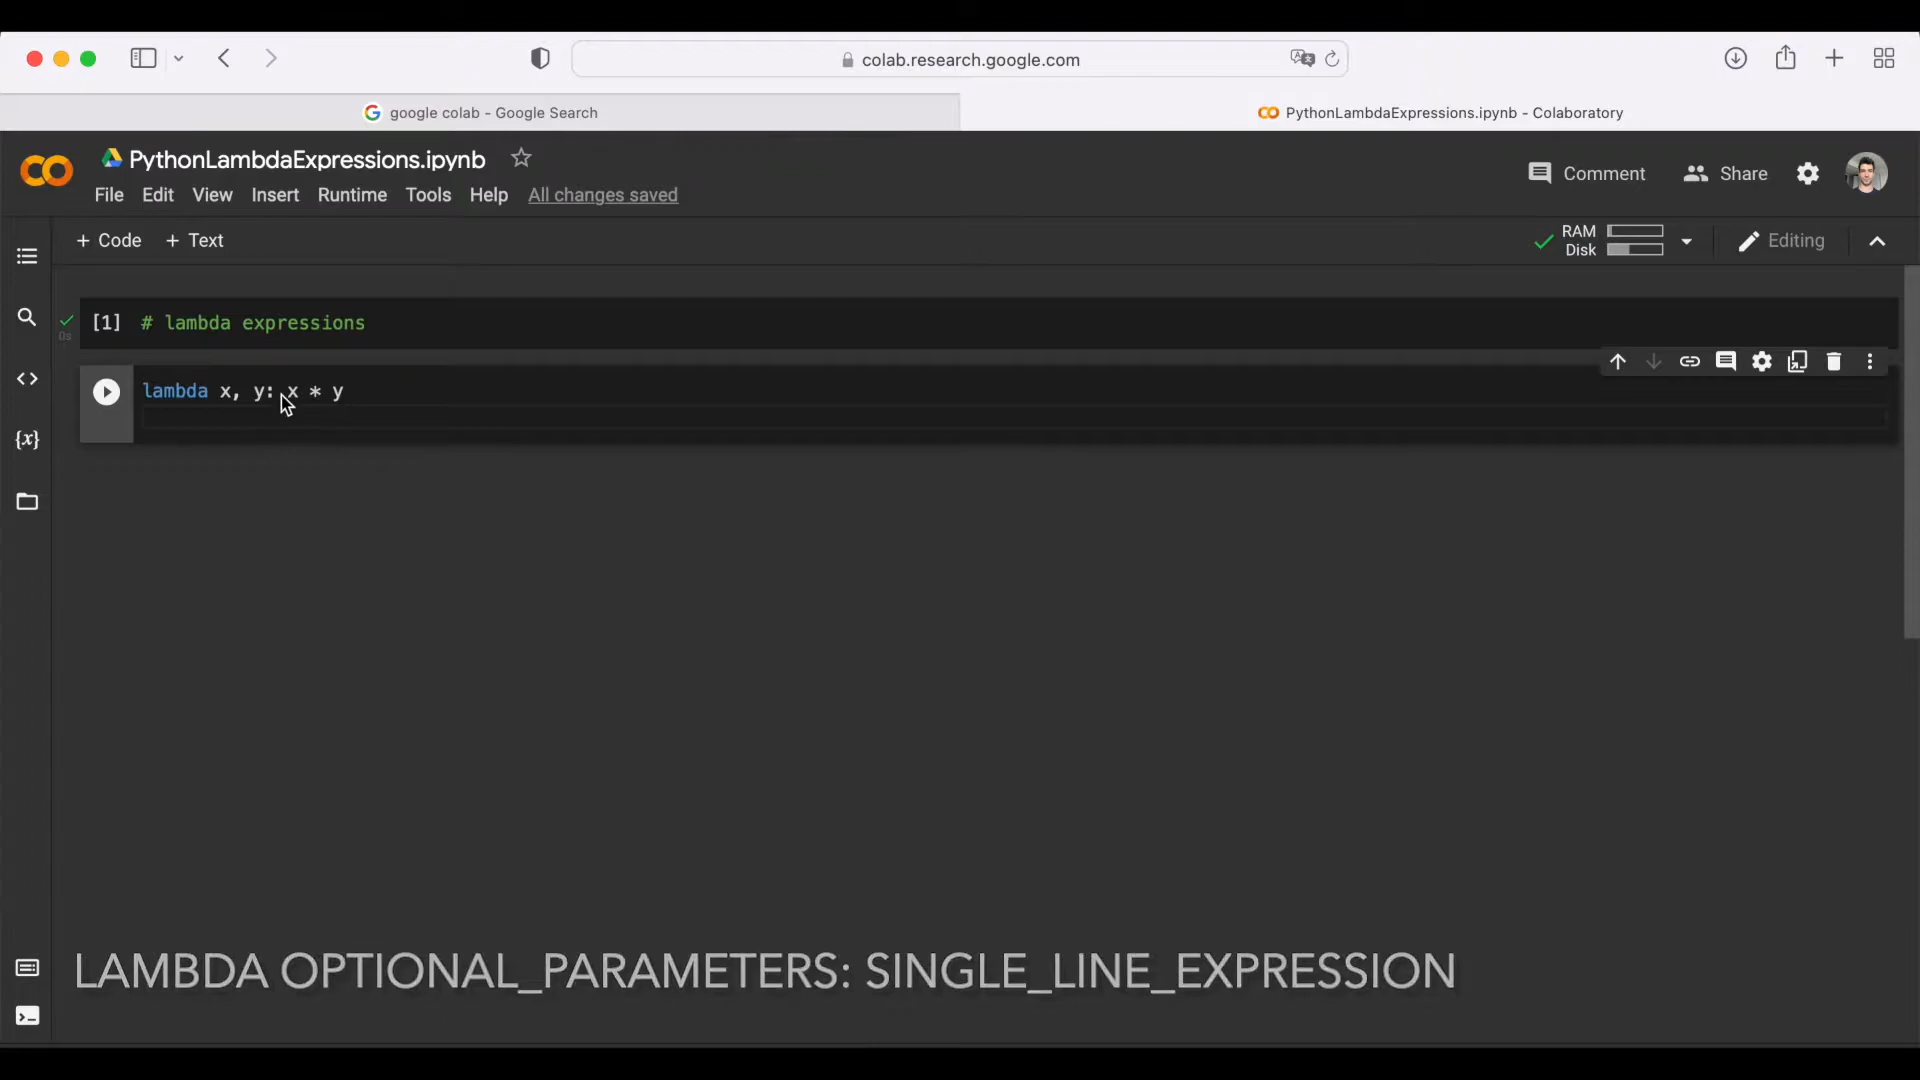 colab.research.google.com
google colab - Google Search
PythonLambdaExpressions.ipynb - Colaboratory
PythonLambdaExpressions.ipynb
Comment
Share
File Edit View Insert Runtime Tools Help All changes saved
+ Code + Text
RAM
Disk
Editing
[1] # lambda expressions
0s
lambda x, y: x * y
{x}
LAMBDA OPTIONAL_PARAMETERS: SINGLE_LINE_EXPRESSION